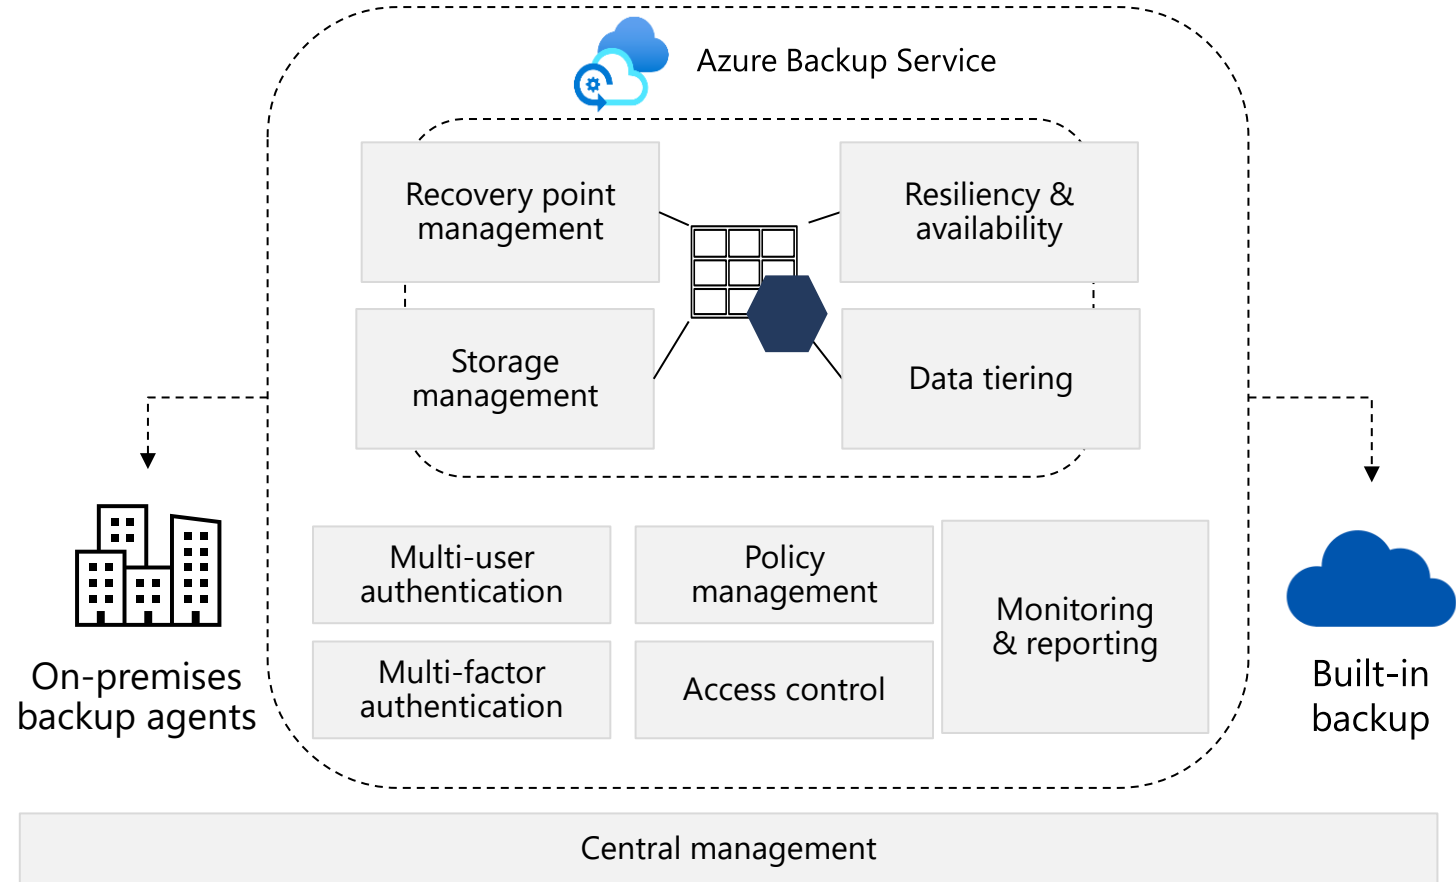 Azure Backup Service
Recovery point
management
Resiliency &
availability
Storage
management
Data tiering
Multi-user
authentication
Policy
management
Monitoring
& reporting
Multi-factor
authentication
Access control
On-premises
backup agents
Built-in
backup
Central management